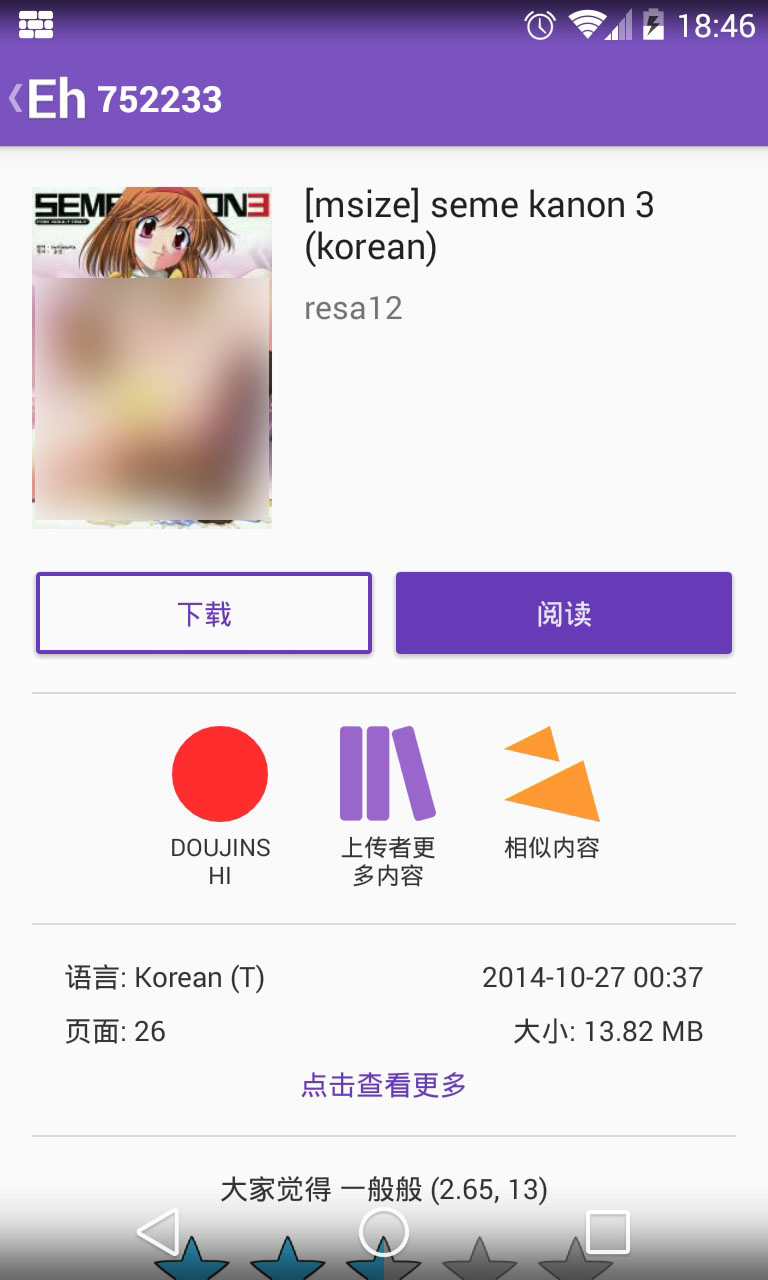 18:46
Eh 752233
SEME
ON3
[msize] seme kanon 3
(korean)
resa12
下载
阅读
DOUJINS
HI
上传者更
多内容
相似内容
语言: Korean (T)
2014-10-27 00:37
页面: 26
大小: 13.82 MB
点击查看更多
大家觉得 一般般 (2.65, 13)